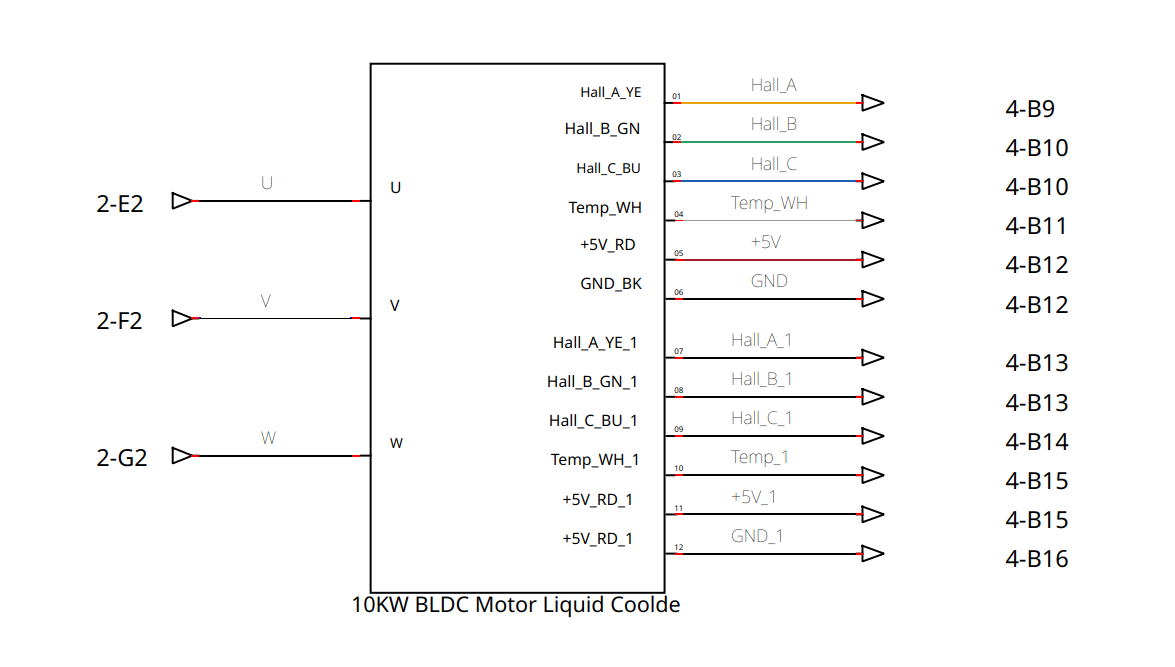 Hall_A_YE 01 Hall_A 4-B9
Hall_B_GN 02 Hall_B 4-B10
Hall_C_BU 03 Hall_C 4-B10
2-E2 U U
Temp_WH 04 Temp_WH 4-B11
+5V_RD 05 +5V 4-B12
GND_BK 06 GND 4-B12
2-F2 V V
Hall_A_YE_1 07 Hall_A_1 4-B13
Hall_B_GN_1 08 Hall_B_1 4-B13
Hall_C_BU_1 09 Hall_C_1 4-B14
2-G2 W W
Temp_WH_1 10 Temp_1 4-B15
+5V_RD_1 11 +5V_1 4-B15
+5V_RD_1 12 GND_1 4-B16
10KW BLDC Motor Liquid Coolde